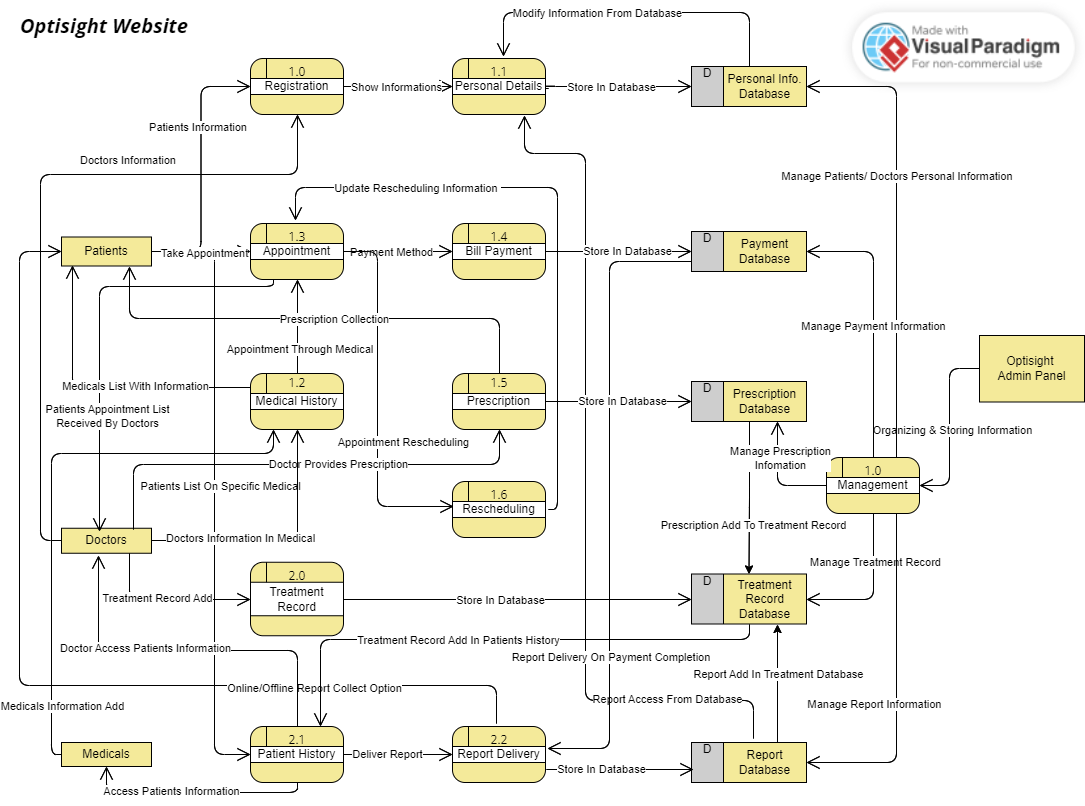 Optisight Website
Modify Information From Database
Made with
VisualParadigm
For non-commercial use
1.0
Registration
Show Informations
1.1
Personal Details
Store In Database
D
Personal Info.
Database
Patients Information
Doctors Information
Manage Patients/ Doctors Personal Information
Update Rescheduling Information
Patients
Take Appointment
1.3
Appointment
Payment Method
1.4
Bill Payment
Store In Database
D
Payment
Database
Prescription Collection
Manage Payment Information
Appointment Through Medical
Optisight
Admin Panel
Medicals List With Information
1.2
Medical History
1.5
Prescription
Store In Database
D
Prescription
Database
Patients Appointment List
Received By Doctors
Organizing & Storing Information
Appointment Rescheduling
Manage Prescription
Infomation
Doctor Provides Prescription
1.0
Management
Patients List On Specific Medical
1.6
Rescheduling
Prescription Add To Treatment Record
Doctors
Doctors Information In Medical
Manage Treatment Record
2.0
Treatment
Record
Treatment Record Add
Store In Database
D
Treatment
Record
Database
Treatment Record Add In Patients History
Doctor Access Patients Information
Report Delivery On Payment Completion
Report Add In Treatment Database
Online/Offline Report Collect Option
Report Access From Database
Medicals Information Add
Manage Report Information
Medicals
2.1
Patient History
Deliver Report
2.2
Report Delivery
Store In Database
D
Report
Database
Access Patients Information